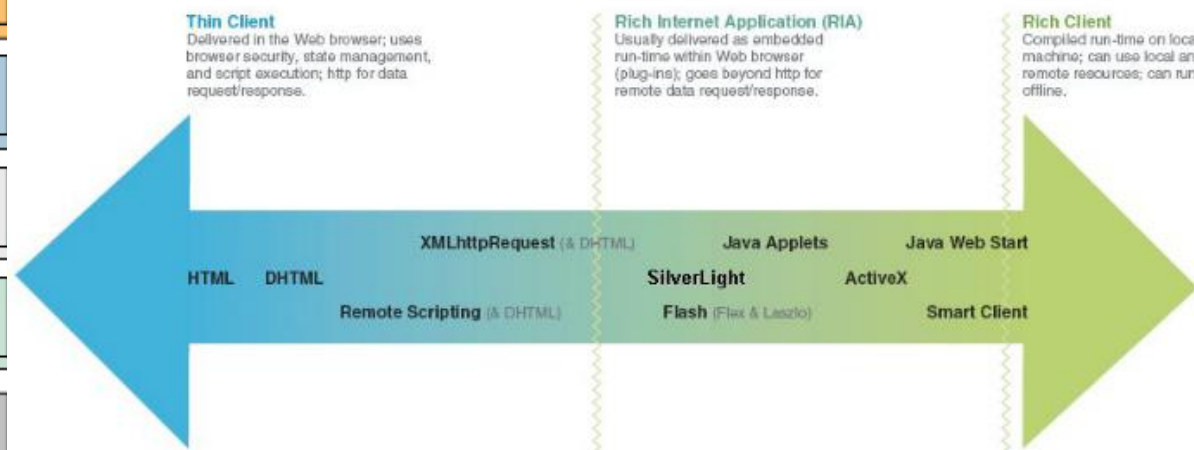 Thin Client
Delivered in the Web browser; uses
browser security, state management,
and script execution; http for data
request/response.
Rich Internet Application (RIA)
Usually delivered as embedded
run-time within Web browser
(plug-ins); goes beyond http for
remote data request/response.
Rich Client
Compiled run-time on loca
machine; can use local an
remote resources; can run
offline.
XMLhttpRequest (& DHTML) Java Applets Java Web Start
HTML DHTML SilverLight ActiveX
Remote Scripting (& DHTML) Flash (Flex & Laszlo) Smart Client